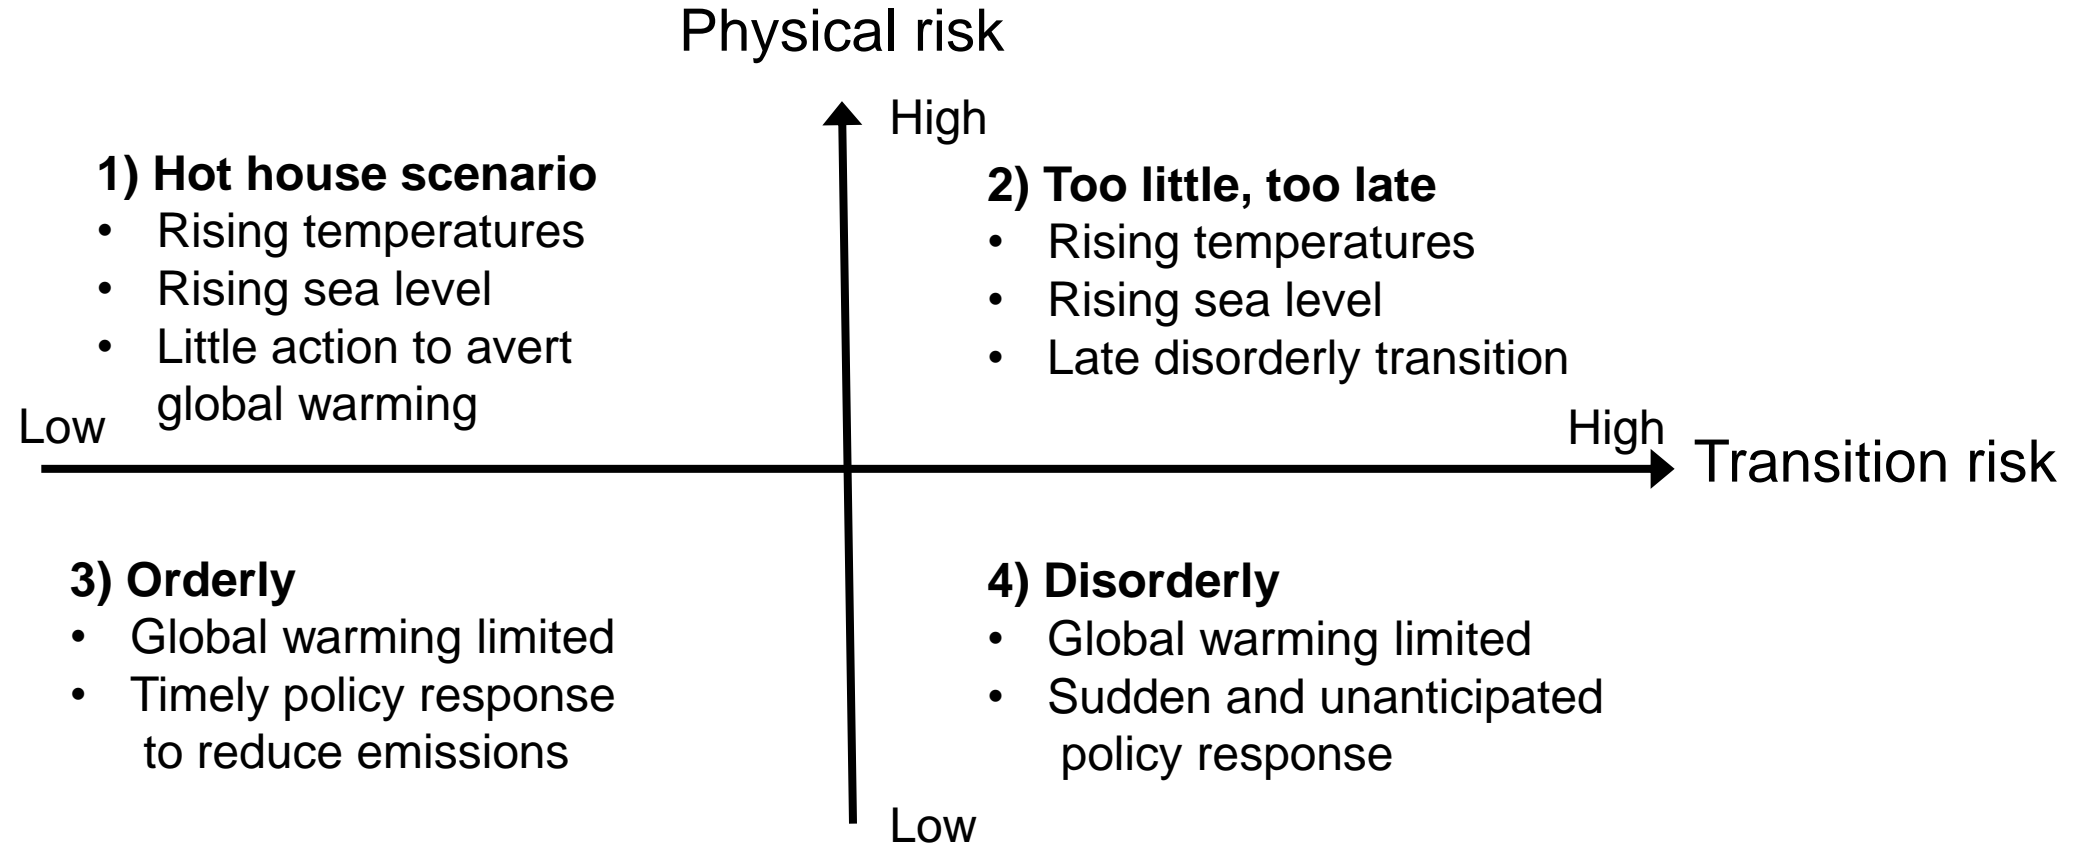 Physical risk
High
1) Hot house scenario
• Rising temperatures
• Rising sea level
• Little action to avert
global warming
2) Too little, too late
• Rising temperatures
• Rising sea level
• Late disorderly transition
Low
High
Transition risk
3) Orderly
• Global warming limited
• Timely policy response
to reduce emissions
4) Disorderly
• Global warming limited
• Sudden and unanticipated
policy response
Low